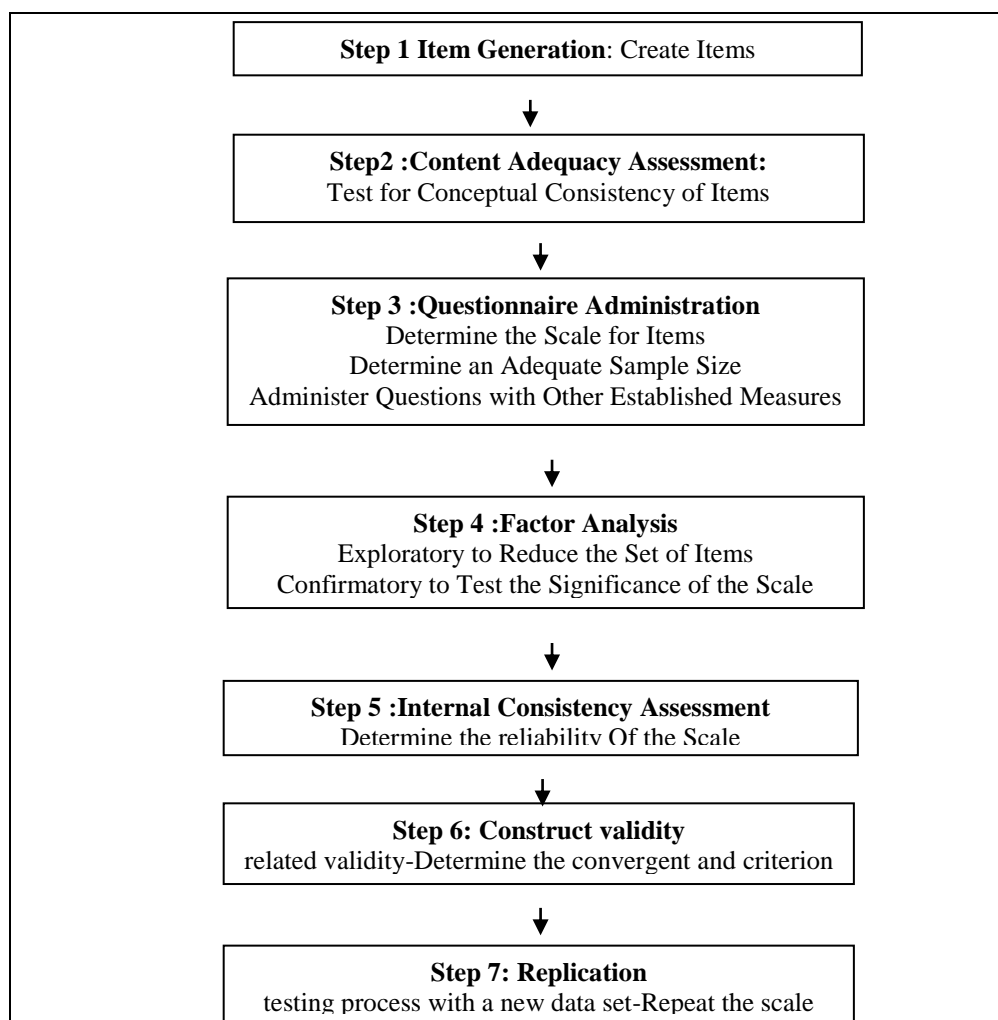 Step 1 Item Generation: Create Items
Step2 :Content Adequacy Assessment:
Test for Conceptual Consistency of Items
Step 3 :Questionnaire Administration
Determine the Scale for Items
Determine an Adequate Sample Size
Administer Questions with Other Established Measures
Step 4 :Factor Analysis
Exploratory to Reduce the Set of Items
Confirmatory to Test the Significance of the Scale
Step 5 :Internal Consistency Assessment
Determine the reliability Of the Scale
Step 6: Construct validity
related validity-Determine the convergent and criterion
Step 7: Replication
testing process with a new data set-Repeat the scale